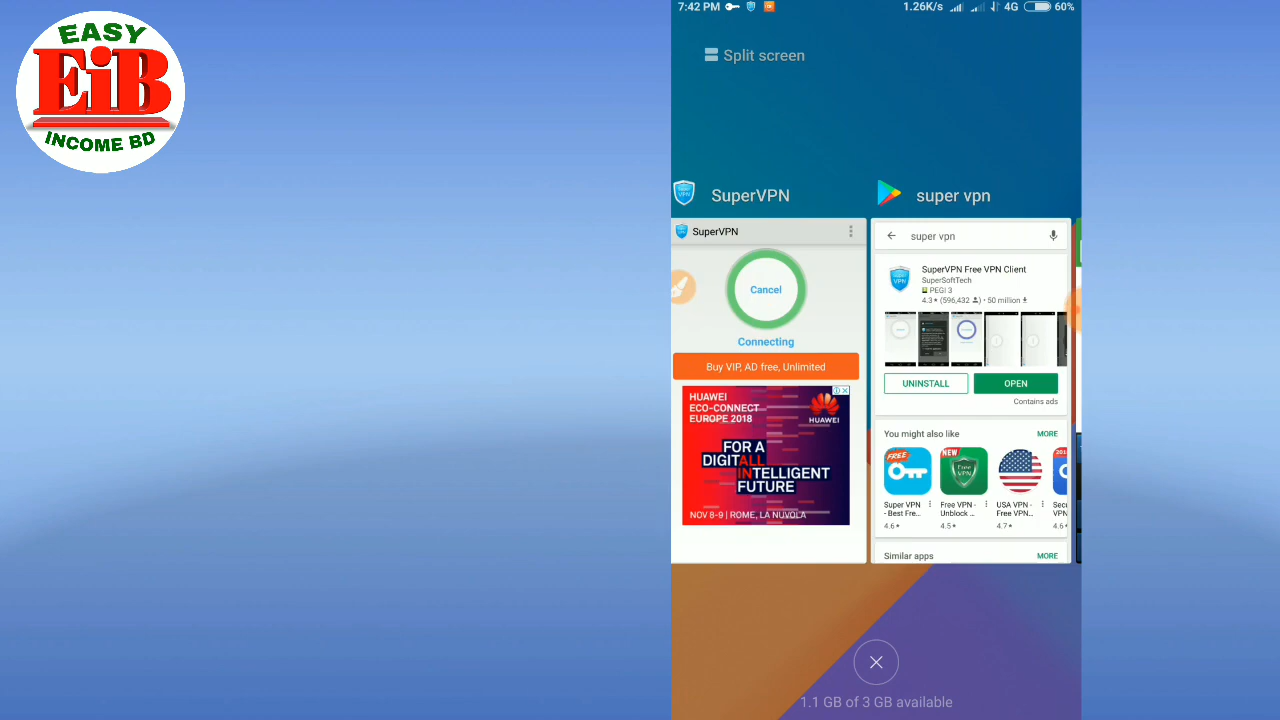 EASY
EiB
INCOME BD
7:42 PM
1.26K/s
4G
60%
Split screen
SuperVPN
super vpn
SuperVPN
Cancel
Connecting
Buy VIP, AD free, Unlimited
HUAWEI
ECO-CONNECT
EUROPE 2018
HUAWEI
FOR A
DIGITALL
INTELLIGENT
FUTURE
NOV 8-9 | ROME, LA NUVOLA
super vpn
SuperVPN Free VPN Client
SuperSoftTech
PEGI 3
4.3★ (596,432) • 50 million
UNINSTALL
OPEN
Contains ads
You might also like
MORE
FREE
NEW
Free
VPN
201
Super VPN
- Best Fre...
4.6★
Free VPN -
Unblock ...
4.5★
USA VPN -
Free VPN...
4.7★
Sec
VPN
4.6★
Similar apps
MORE
1.1 GB of 3 GB available